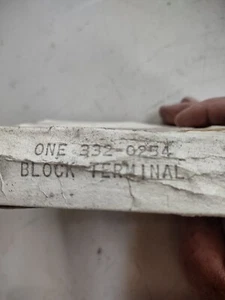 ONE 332-0254
BLOCK TERMINAL